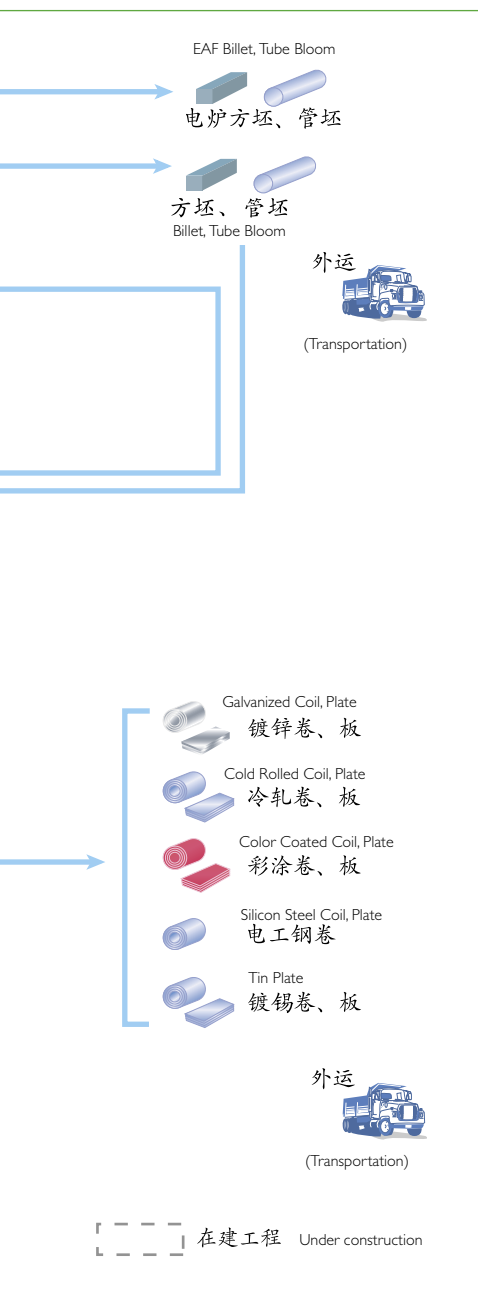 EAF Billet, Tube Bloom
电炉方坯、管坯
方坯、管坯
Billet, Tube Bloom
外运
(Transportation)
Galvanized Coil, Plate
镀锌卷、板
Cold Rolled Coil, Plate
冷轧卷、板
Color Coated Coil, Plate
彩涂卷、板
Silicon Steel Coil, Plate
电工钢卷
Tin Plate
镀锡卷、板
外运
(Transportation)
在建工程 Under construction